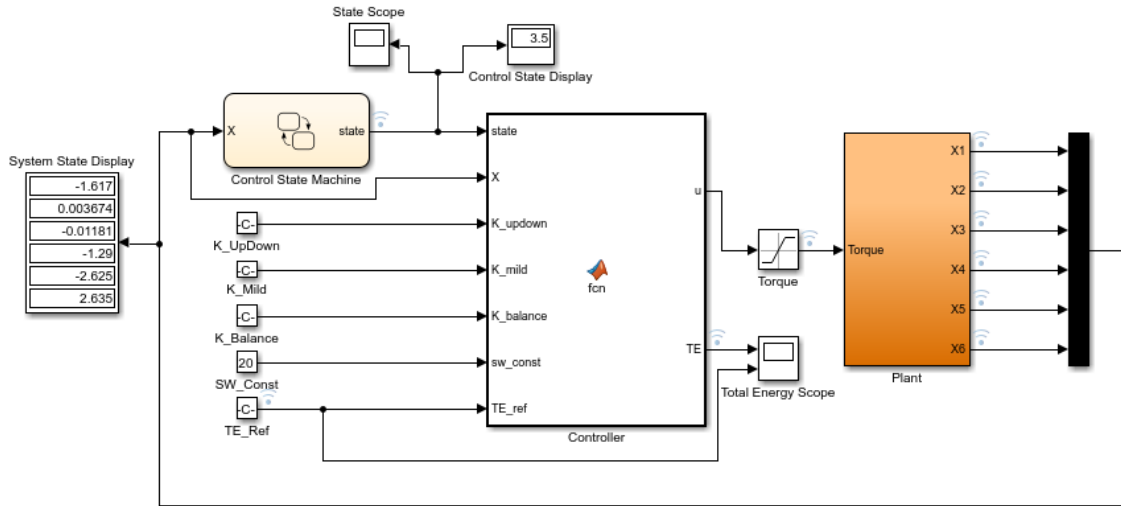 State Scope
3.5
Control State Display
X
state
Control State Machine
System State Display
-1.617
0.003674
-0.01181
-1.29
-2.625
2.635
-C-
K_UpDown
-C-
K_Mild
-C-
K_Balance
20
SW_Const
-C-
TE_Ref
state
X
K_updown
K_mild
K_balance
sw_const
TE_ref
fcn
u
TE
Controller
Torque
Total Energy Scope
Torque
X1
X2
X3
X4
X5
X6
Plant